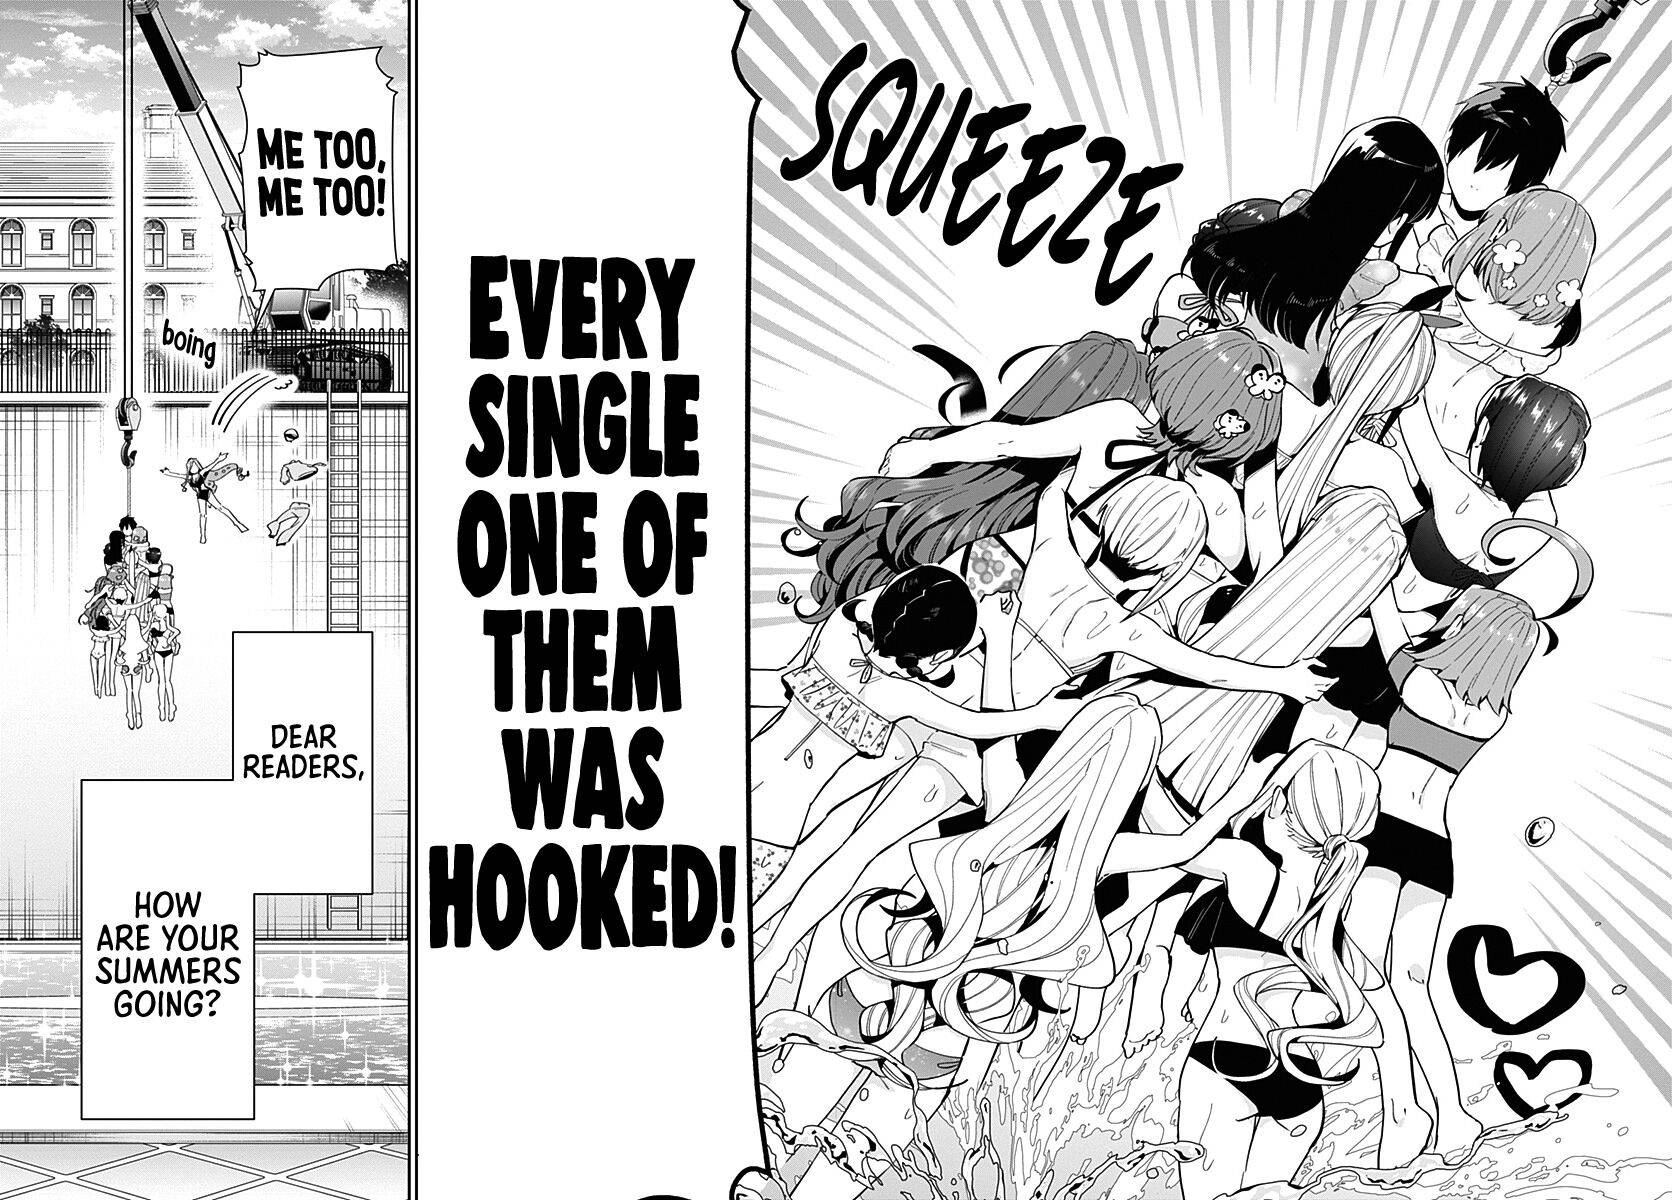 SQUEEZE
EVERY
SINGLE
ONE OF
THEM
WAS
HOOKED!
ME TOO,
ME TOO!
boing
DEAR
READERS,
HOW
ARE YOUR
SUMMERS
GOING?